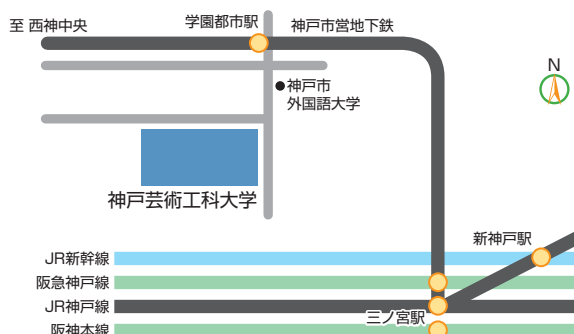 至 西神中央
学園都市駅
神戸市営地下鉄
神戸市
外国語大学
N
神戸芸術工科大学
新神戸駅
JR新幹線
阪急神戸線
JR神戸線
三ノ宮駅
阪神本線